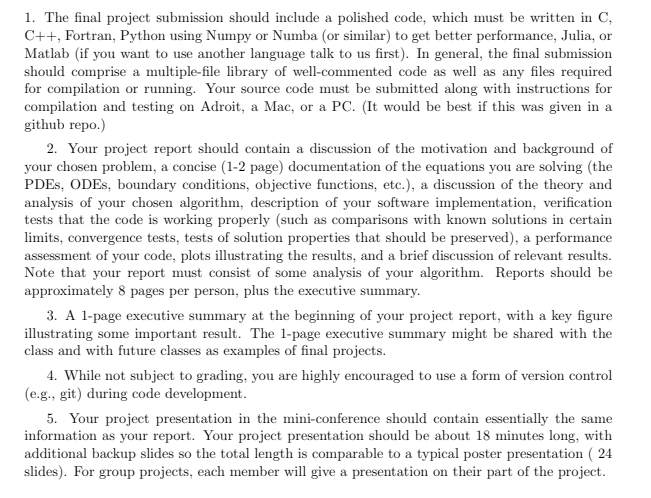 1. The final project submission should include a polished code, which must be written in C,
C++, Fortran, Python using Numpy or Numba (or similar) to get better performance, Julia, or
Matlab (if you want to use another language talk to us first). In general, the final submission
should comprise a multiple-file library of well-commented code as well as any files required
for compilation or running. Your source code must be submitted along with instructions for
compilation and testing on Adroit, a Mac, or a PC. (It would be best if this was given in a
github repo.)
2. Your project report should contain a discussion of the motivation and background of
your chosen problem, a concise (1-2 page) documentation of the equations you are solving (the
PDEs, ODEs, boundary conditions, objective functions, etc.), a discussion of the theory and
analysis of your chosen algorithm, description of your software implementation, verification
tests that the code is working properly (such as comparisons with known solutions in certain
limits, convergence tests, tests of solution properties that should be preserved), a performance
assessment of your code, plots illustrating the results, and a brief discussion of relevant results.
Note that your report must consist of some analysis of your algorithm. Reports should be
approximately 8 pages per person, plus the executive summary.
3. A 1-page executive summary at the beginning of your project report, with a key figure
illustrating some important result. The 1-page executive summary might be shared with the
class and with future classes as examples of final projects.
4. While not subject to grading, you are highly encouraged to use a form of version control
(e.g., git) during code development.
5. Your project presentation in the mini-conference should contain essentially the same
information as your report. Your project presentation should be about 18 minutes long, with
additional backup slides so the total length is comparable to a typical poster presentation ( 24
slides). For group projects, each member will give a presentation on their part of the project.